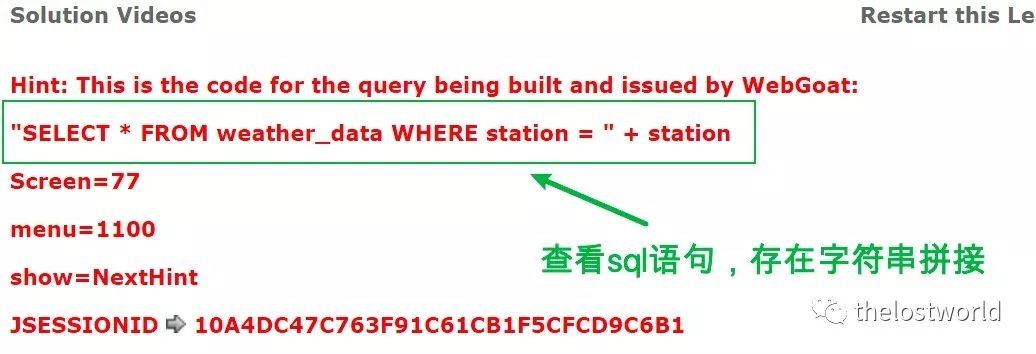 Solution Videos
Restart this Le
Hint: This is the code for the query being built and issued by WebGoat:
"SELECT * FROM weather_data WHERE station = " + station
Screen=77
menu=1100
查看sql语句，存在字符串拼接
show=NextHint
JSESSIONID ➩ 10A4DC47C763F91C61CB1F5CFCD9C6B1
thelostworld